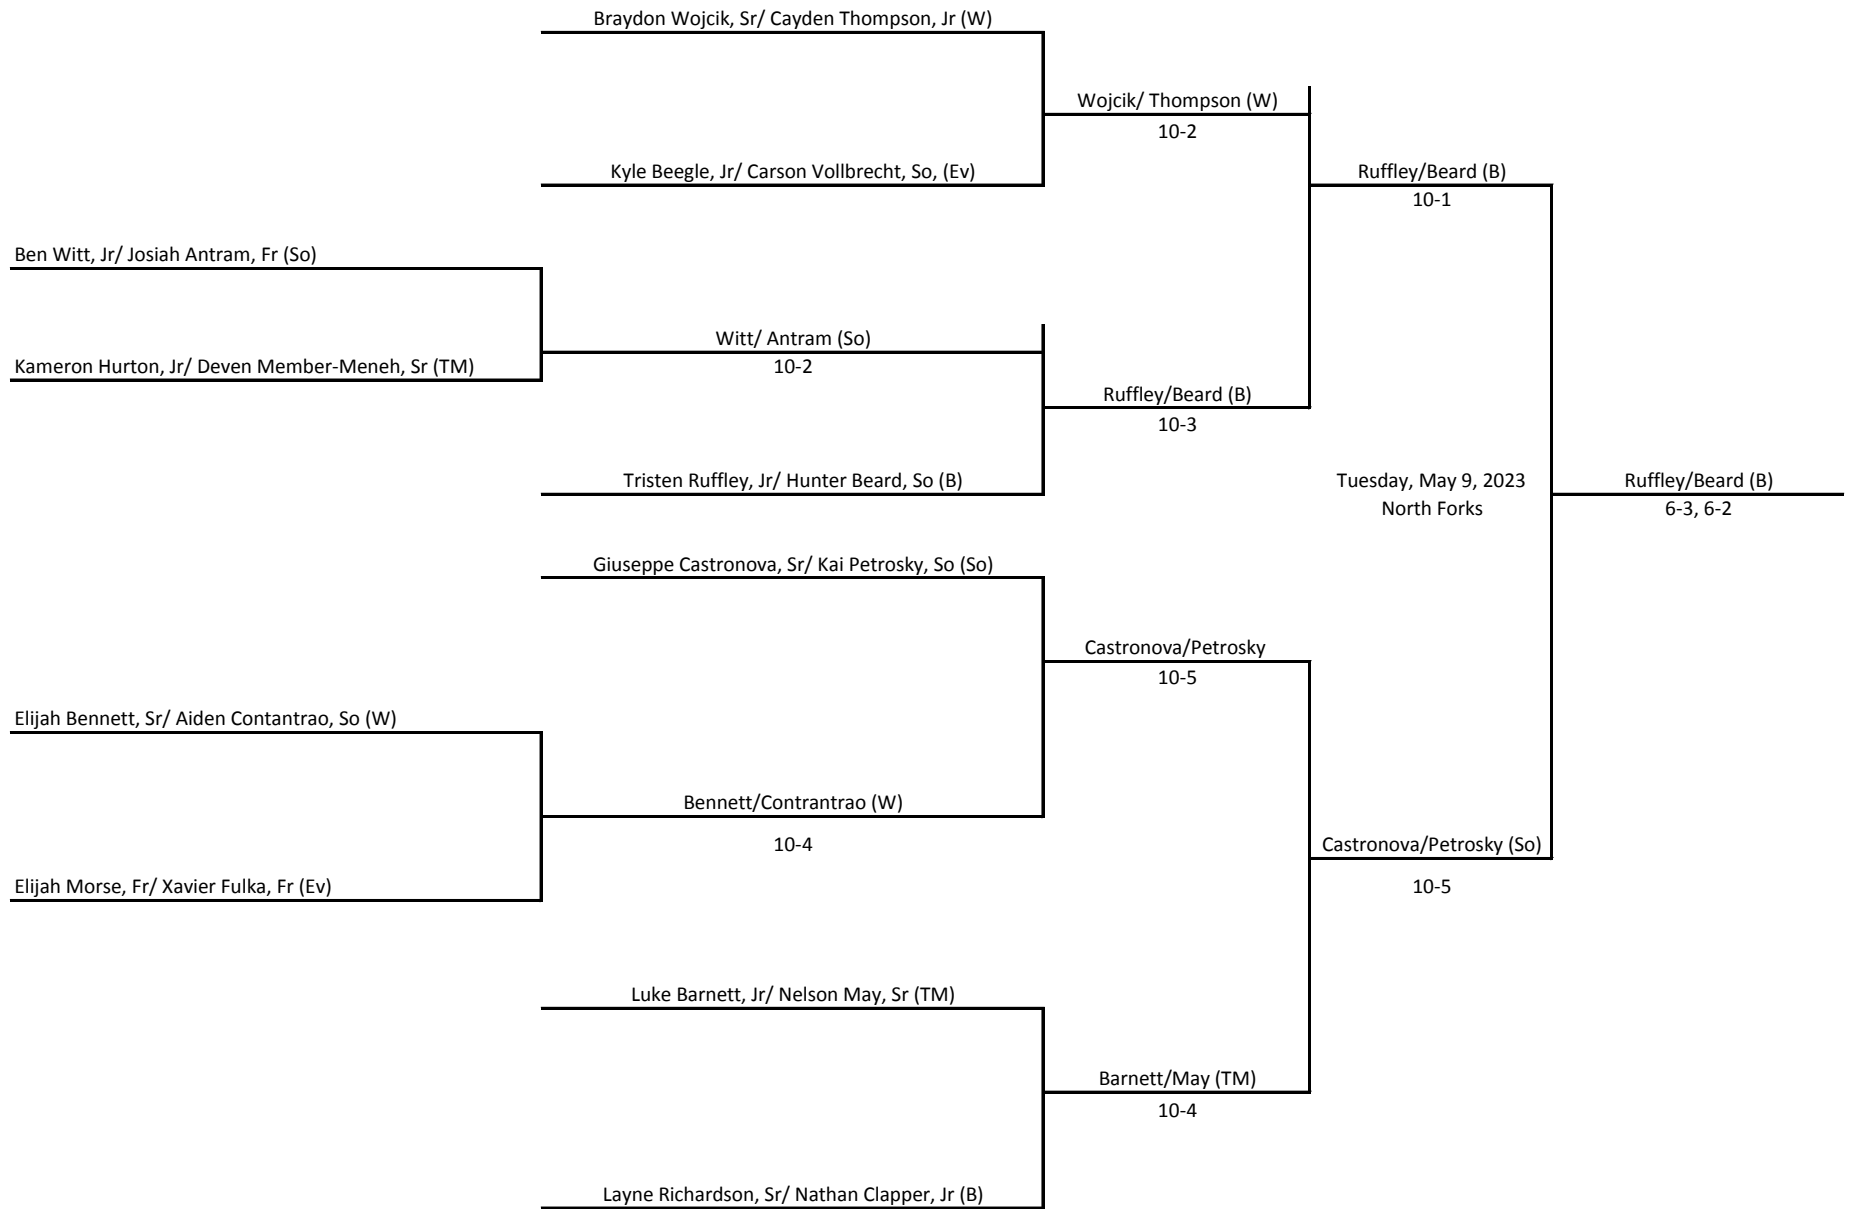 Braydon Wojcik, Sr/ Cayden Thompson, Jr (W)
Wojcik/ Thompson (W)
10-2
Kyle Beegle, Jr/ Carson Vollbrecht, So, (Ev)
Ruffley/Beard (B)
10-1
Ben Witt, Jr/ Josiah Antram, Fr (So)
Witt/ Antram (So)
10-2
Kameron Hurton, Jr/ Deven Member-Meneh, Sr (TM)
Ruffley/Beard (B)
10-3
Tristen Ruffley, Jr/ Hunter Beard, So (B)
Tuesday, May 9, 2023
North Forks
Ruffley/Beard (B)
6-3, 6-2
Giuseppe Castronova, Sr/ Kai Petrosky, So (So)
Castronova/Petrosky
10-5
Elijah Bennett, Sr/ Aiden Contantrao, So (W)
Bennett/Contrantrao (W)
10-4
Castronova/Petrosky (So)
10-5
Elijah Morse, Fr/ Xavier Fulka, Fr (Ev)
Luke Barnett, Jr/ Nelson May, Sr (TM)
Barnett/May (TM)
10-4
Layne Richardson, Sr/ Nathan Clapper, Jr (B)